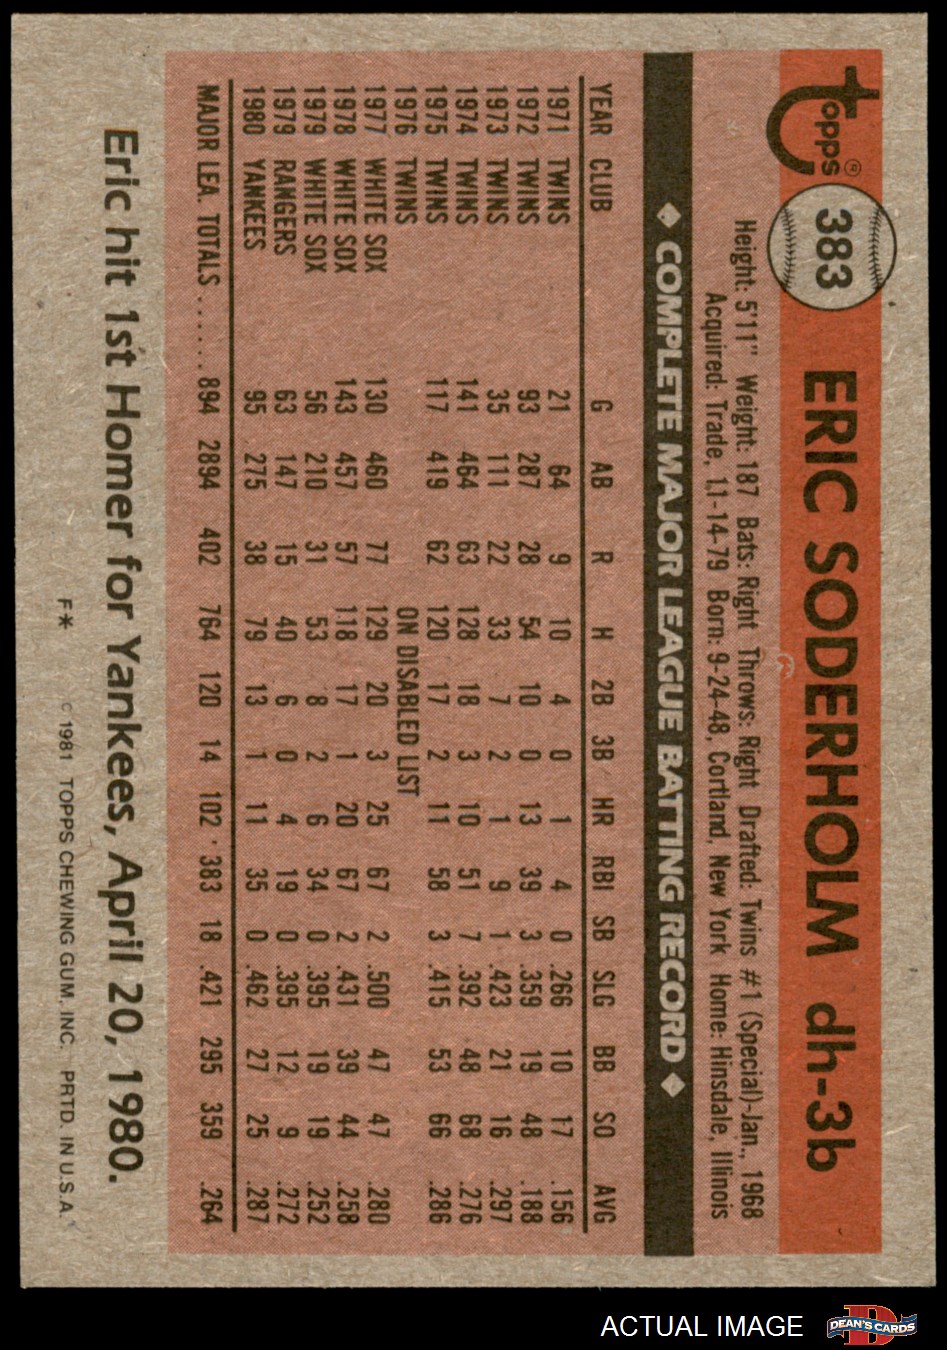 Topps®
383
ERIC SODERHOLM dh-3b
Height: 5'11" Weight: 187 Bats: Right Throws: Right Drafted: Twins #1 (Special)-Jan., 1968
Acquired: Trade, 11-14-79 Born: 9-24-48, Cortland, New York Home: Hinsdale, Illinois
◆ COMPLETE MAJOR LEAGUE BATTING RECORD ◆
YEAR CLUB G AB R H 2B 3B HR RBI SB SLG BB SO AVG
1971 TWINS 21 64 9 10 4 0 1 4 0 .266 10 17 .156
1972 TWINS 93 287 28 54 10 0 13 39 3 .359 19 48 .188
1973 TWINS 35 111 22 33 7 2 1 9 1 .423 21 16 .297
1974 TWINS 141 464 63 128 18 3 10 51 7 .392 48 68 .276
1975 TWINS 117 419 62 120 17 2 11 58 3 .415 53 66 .286
1976 TWINS ON DISABLED LIST
1977 WHITE SOX 130 460 77 129 20 3 25 67 2 .500 47 47 .280
1978 WHITE SOX 143 457 57 118 17 1 20 67 2 .431 39 44 .258
1979 WHITE SOX 56 210 31 53 8 2 6 34 0 .395 19 19 .252
1979 RANGERS 63 147 15 40 6 0 4 19 0 .395 12 9 .272
1980 YANKEES 95 275 38 79 13 1 11 35 0 .462 27 25 .287
MAJOR LEA. TOTALS ...... 894 2894 402 764 120 14 102 383 18 .421 295 359 .264
Eric hit 1st Homer for Yankees, April 20, 1980.
F* © 1981 TOPPS CHEWING GUM, INC. PRTD. IN U.S.A.
ACTUAL IMAGE
D
DEAN'S CARDS